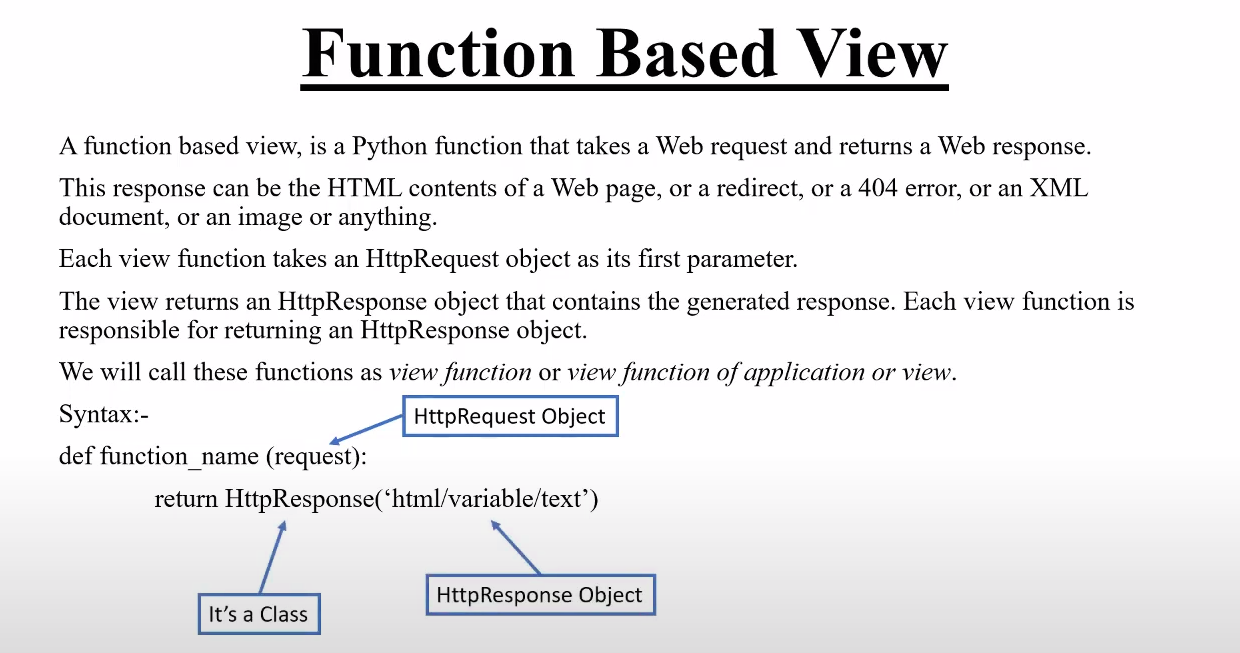 Function Based View
A function based view, is a Python function that takes a Web request and returns a Web response.
This response can be the HTML contents of a Web page, or a redirect, or a 404 error, or an XML
document, or an image or anything.
Each view function takes an HttpRequest object as its first parameter.
The view returns an HttpResponse object that contains the generated response. Each view function is
responsible for returning an HttpResponse object.
We will call these functions as view function or view function of application or view.
Syntax:-
HttpRequest Object
def function_name (request):
return HttpResponse(‘html/variable/text’)
HttpResponse Object
It’s a Class